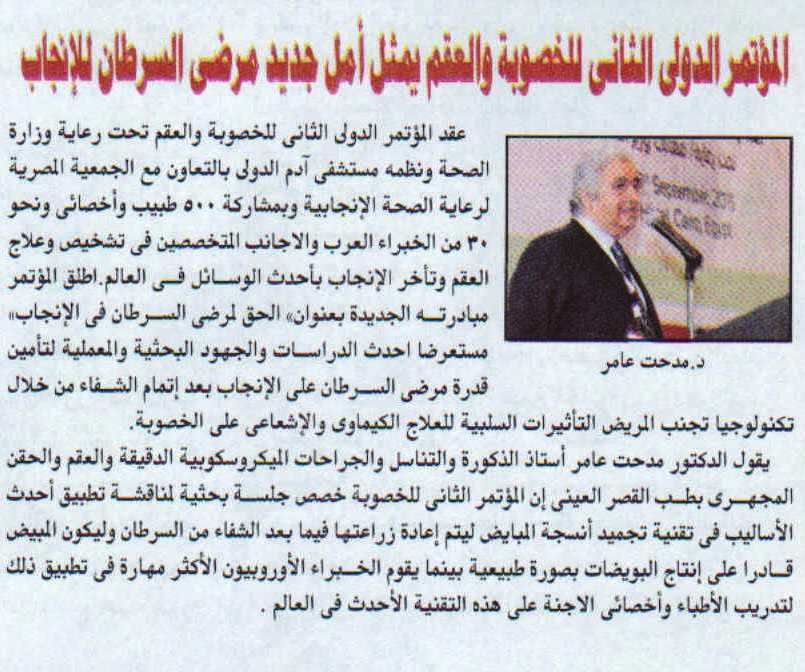 المؤتمر الدولى الثانى للخصوبة والعقم يمثل أمل جديد مرضى السرطان للإنجاب
عقد المؤتمر الدولى الثانى للخصوبة والعقم تحت رعاية وزارة
الصحة ونظمه مستشفى آدم الدولى بالتعاون مع الجمعية المصرية
لرعاية الصحة الإنجابية وبمشاركة ٥٠٠ طبيب وأخصائى ونحو
٣٠ من الخبراء العرب والاجانب المتخصصين فى تشخيص وعلاج
العقم وتأخر الإنجاب بأحدث الوسائل فى العالم.اطلق المؤتمر
مبادرته الجديدة بعنوان» الحق لمرضى السرطان فى الإنجاب»
مستعرضا احدث الدراسات والجهود البحثية والمعملية لتأمين
قدرة مرضى السرطان على الإنجاب بعد إتمام الشفاء من خلال
تكنولوجيا تجنب المريض التأثيرات السلبية للعلاج الكيماوى والإشعاعى على الخصوبة.
يقول الدكتور مدحت عامر أستاذ الذكورة والتناسل والجراحات الميكروسكوبية الدقيقة والعقم والحقن
المجهرى بطب القصر العينى إن المؤتمر الثانى للخصوبة خصص جلسة بحثية لمناقشة تطبيق أحدث
الأساليب فى تقنية تجميد أنسجة المبايض ليتم إعادة زراعتها فيما بعد الشفاء من السرطان وليكون المبيض
قادرا على إنتاج البويضات بصورة طبيعية بينما يقوم الخبراء الأوروبيون الأكثر مهارة فى تطبيق ذلك
لتدريب الأطباء وأخصائى الاجنة على هذه التقنية الأحدث فى العالم .
September,2015
Cairo, Egypt
د.مدحت عامر